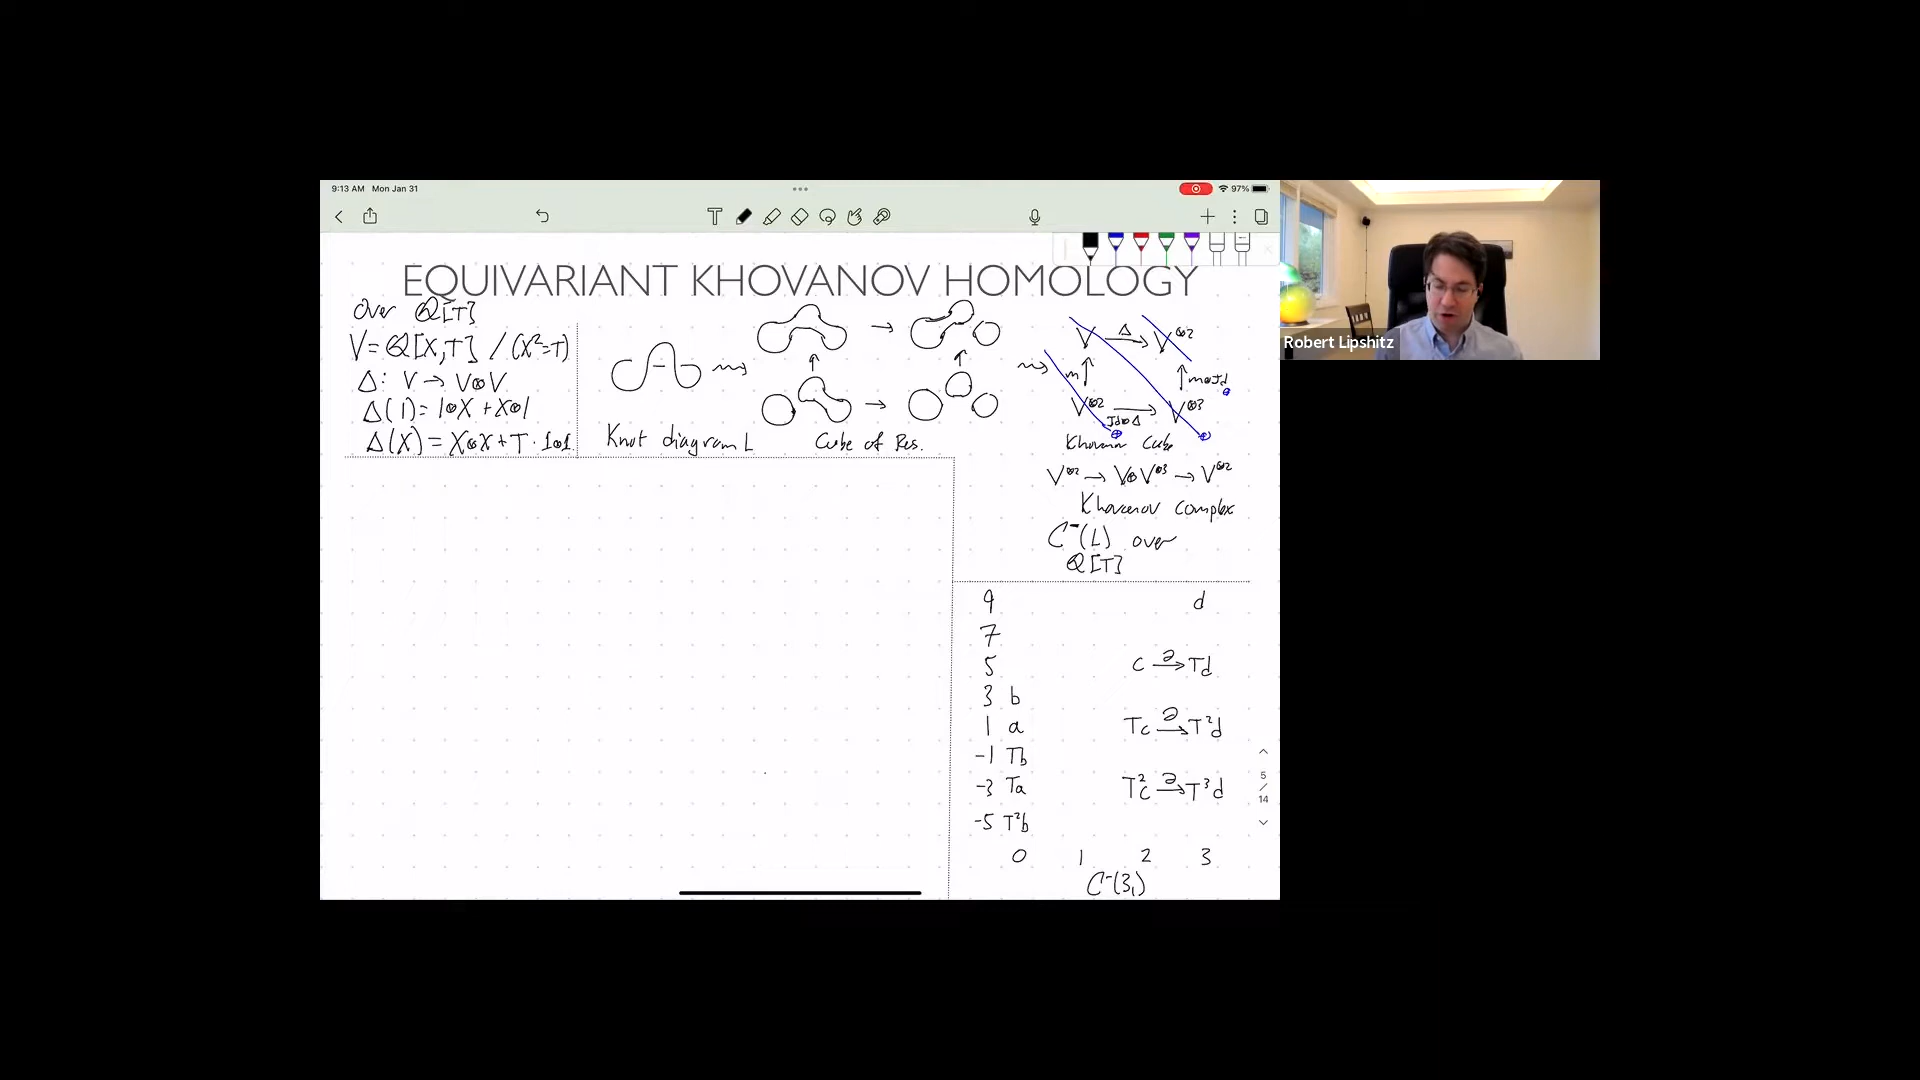 9:13 AM Mon Jan 31
97%
EQUIVARIANT KHOVANOV HOMOLOGY
over Q[T]
V = Q[X,T] / (X²=T)
Δ: V → V⊗V
Δ(1) = 1⊗X + X⊗1
Δ(X) = X⊗X + T·1⊗1
Knot diagram L
Cube of Res.
V Δ→ V⊗2
m↑ ↑m⊗Id
V⊗2 Id⊗Δ→ V⊗3
⊕ ⊕ ⊕
Khovanov Cube
V⊗2 → V⊕V⊗3 → V⊗2
Khovanov complex
C⁻(L) over
Q[T]
9 d
7
5 c ∂→ Td
3 b
1 a Tc ∂→ T²d
-1 Tb
-3 Ta T²c ∂→ T³d
-5 T²b
0 1 2 3
C⁻(3₁)
5
/
14
Robert Lipshitz